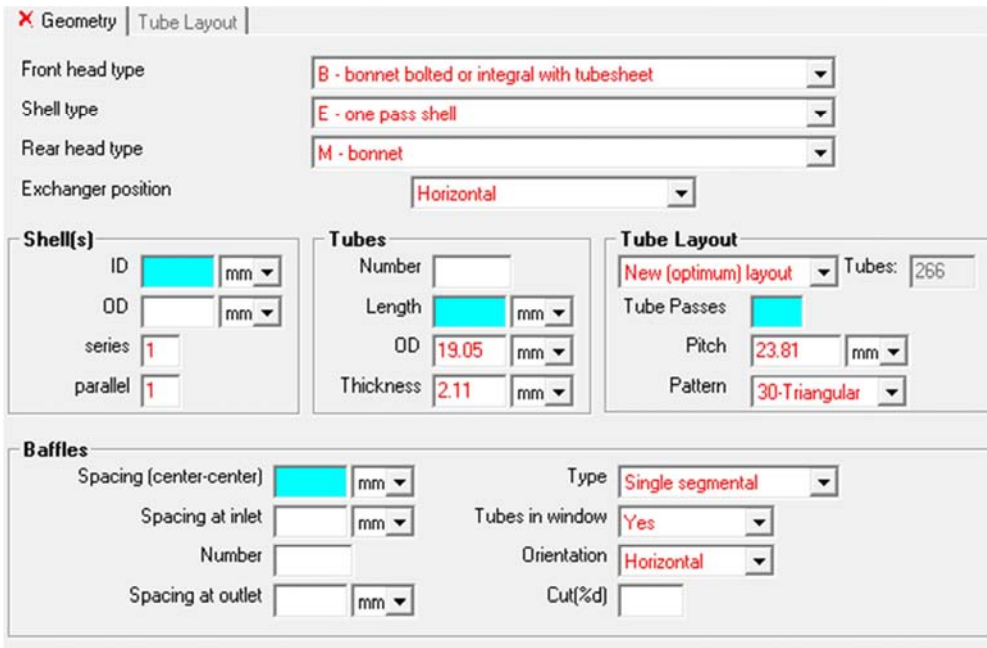 Geometry Tube Layout
Front head type B - bonnet bolted or integral with tubesheet
Shell type E - one pass shell
Rear head type M - bonnet
Exchanger position Horizontal
Shell(s)
ID mm
OD mm
series 1
parallel 1
Tubes
Number
Length mm
OD 19.05 mm
Thickness 2.11 mm
Tube Layout
New (optimum) layout Tubes: 266
Tube Passes
Pitch 23.81 mm
Pattern 30-Triangular
Baffles
Spacing (center-center) mm
Spacing at inlet mm
Number
Spacing at outlet mm
Type Single segmental
Tubes in window Yes
Orientation Horizontal
Cut(%d)